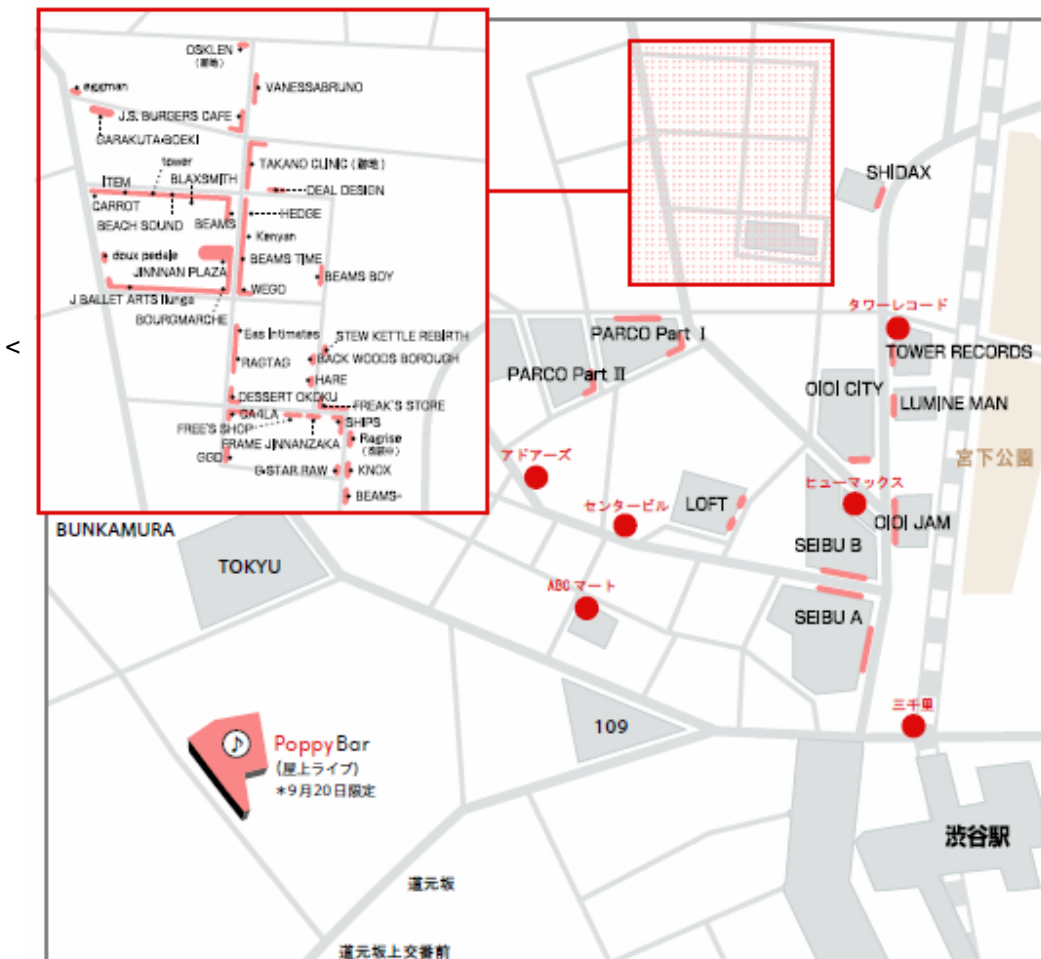 OSKLEN
(跡地)
VANESSABRUNO
eggman
J.S. BURGERS CAFE
GARAKUTA・BOEKI
TAKANO CLINIC (跡地)
tower
ITEM
BLAXSMITH
DEAL DESIGN
CARROT
BEACH SOUND
BEAMS
HEDGE
Kenyan
doux pedale
BEAMS TIME
JINNNAN PLAZA
BEAMS BOY
WEGO
J BALLET ARTS
BOURGMARCHE
Eas Intimates
STEW KETTLE REBIRTH
RAGTAG
BACK WOODS BOROUGH
HARE
DESSERT OKOKU
FREAK'S STORE
CA4LA
FREE'S SHOP
SHIPS
FRAME JINNANZAKA
Ragrise
GGD
G-STAR RAW
KNOX
BEAMS-
<
SHIDAX
タワーレコード
TOWER RECORDS
PARCO Part I
PARCO Part II
OIOI CITY
LUMINE MAN
宮下公園
アドアーズ
ヒューマックス
センタービル
LOFT
OIOI JAM
BUNKAMURA
SEIBU B
TOKYU
ABCマート
SEIBU A
三千里
109
PoppyBar
(屋上ライブ)
*9月20日限定
渋谷駅
道元坂
道元坂上交番前